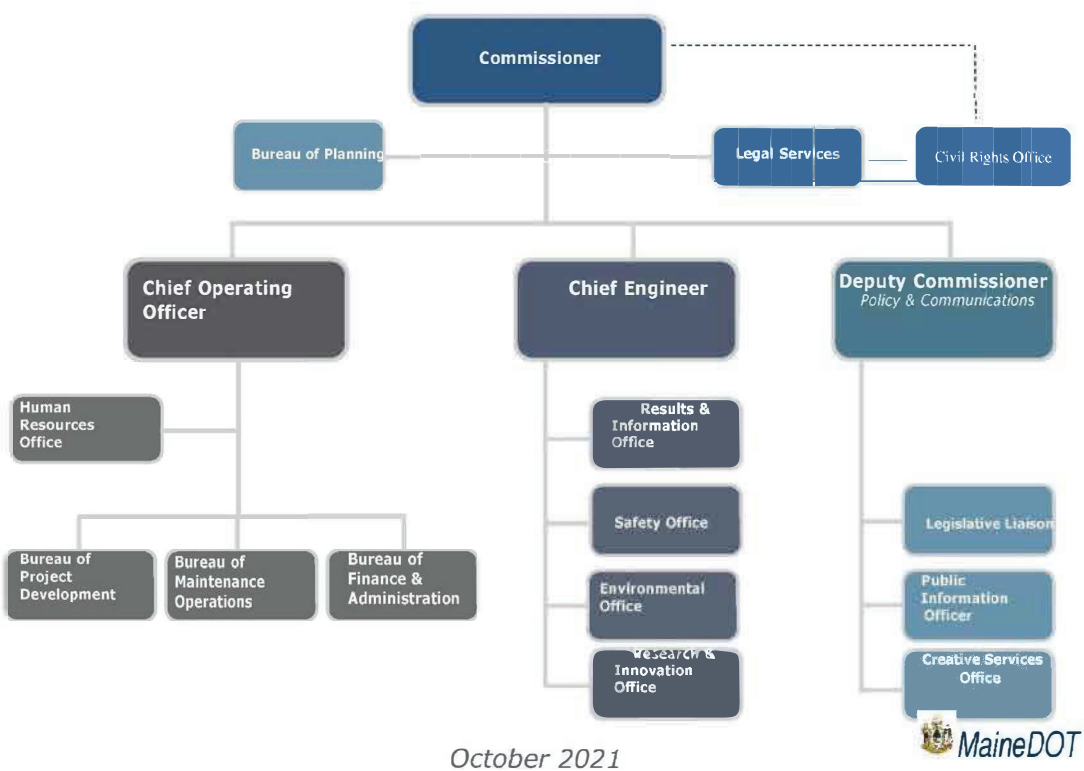 Commissioner
Bureau of Planning
Legal Services
Civil Rights Office
Chief Operating
Officer
Chief Engineer
Deputy Commissioner
Policy & Communications
Human
Resources
Office
Results &
Information
Office
Safety Office
Legislative Liaison
Bureau of
Project
Development
Bureau of
Maintenance
Operations
Bureau of
Finance &
Administration
Environmental
Office
Public
Information
Officer
Research &
Innovation
Office
Creative Services
Office
October 2021
MaineDOT